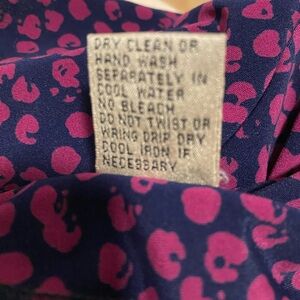 DRY CLEAN OR
HAND WASH
SEPARATELY IN
COOL WATER
NO BLEACH
DO NOT TWIST OR
WRING DRIP DRY
COOL IRON IF
NECESSARY